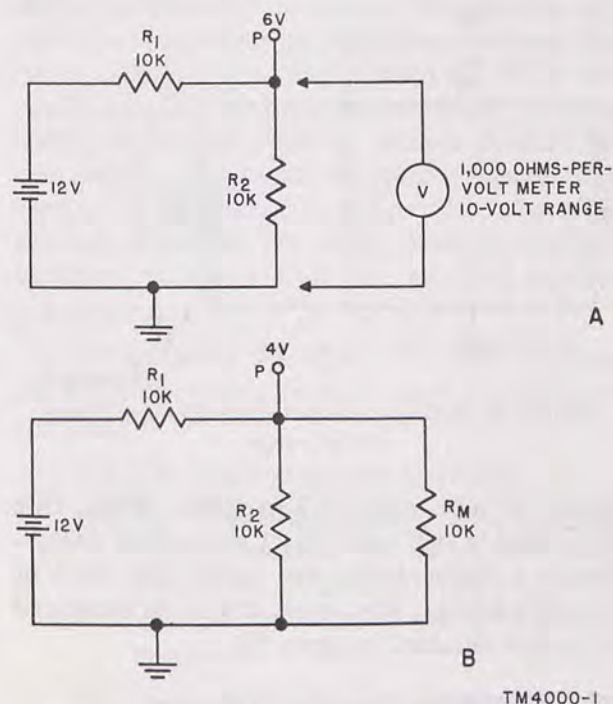 6V
P
R1
10K
12V
R2
10K
V
1,000 OHMS-PER-
VOLT METER
10-VOLT RANGE
A
4V
P
R1
10K
12V
R2
10K
RM
10K
B
TM4000-1